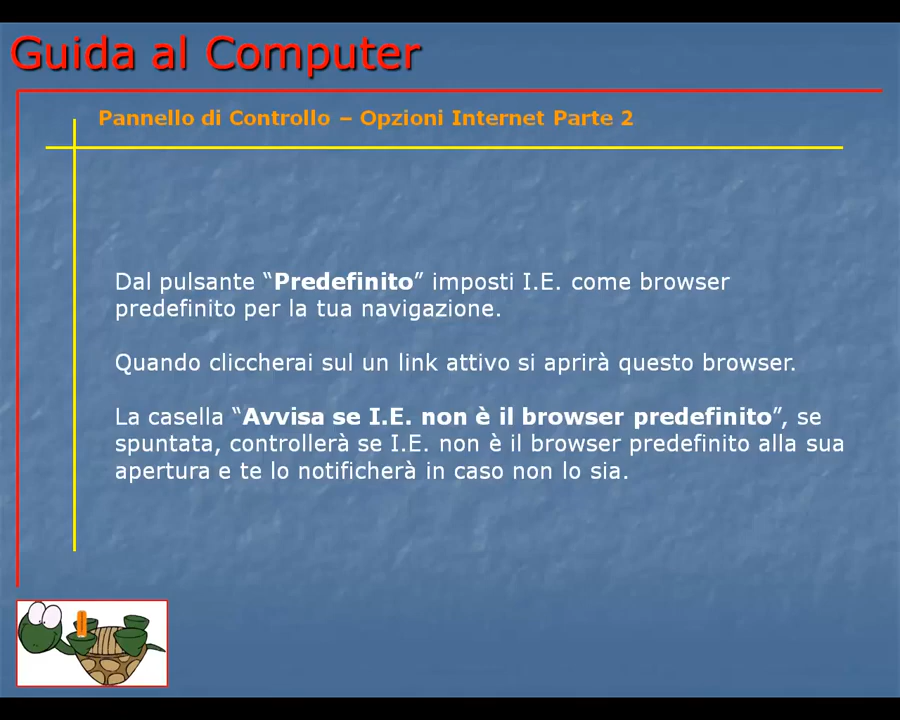 Guida al Computer
Pannello di Controllo – Opzioni Internet Parte 2
Dal pulsante “Predefinito” imposti I.E. come browser
predefinito per la tua navigazione.
Quando cliccherai sul un link attivo si aprirà questo browser.
La casella “Avvisa se I.E. non è il browser predefinito”, se
spuntata, controllerà se I.E. non è il browser predefinito alla sua
apertura e te lo notificherà in caso non lo sia.